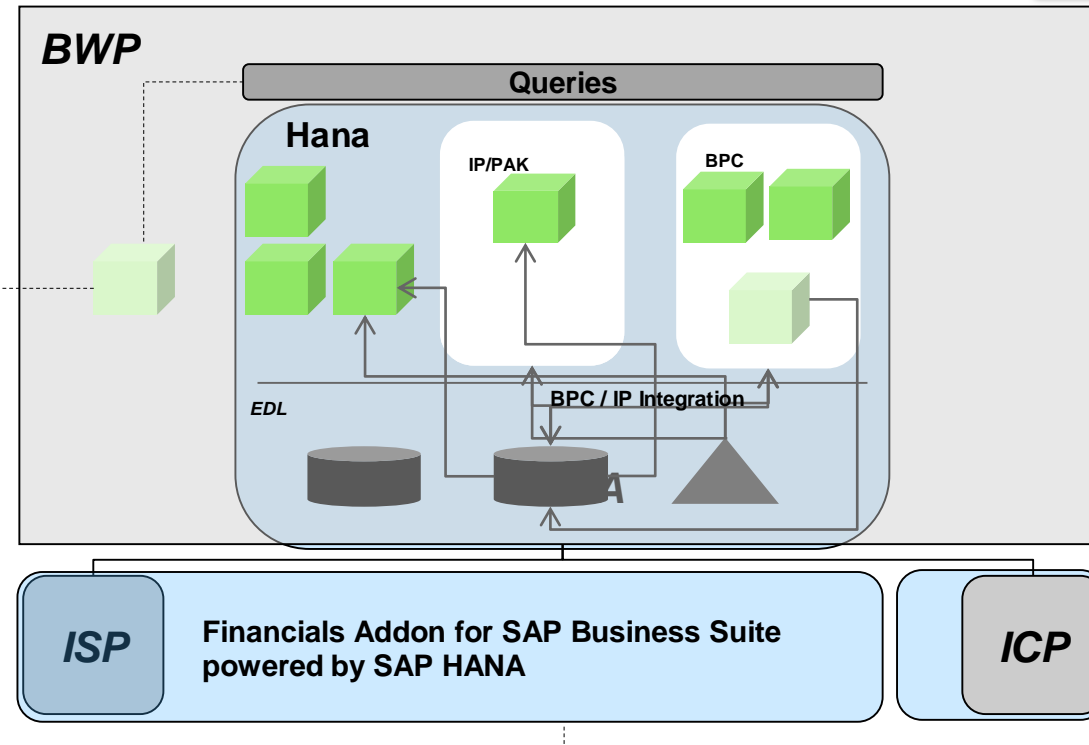 BWP
Queries
Hana
IP/PAK
BPC
BPC / IP Integration
EDL
A
ISP
Financials Addon for SAP Business Suite
powered by SAP HANA
ICP